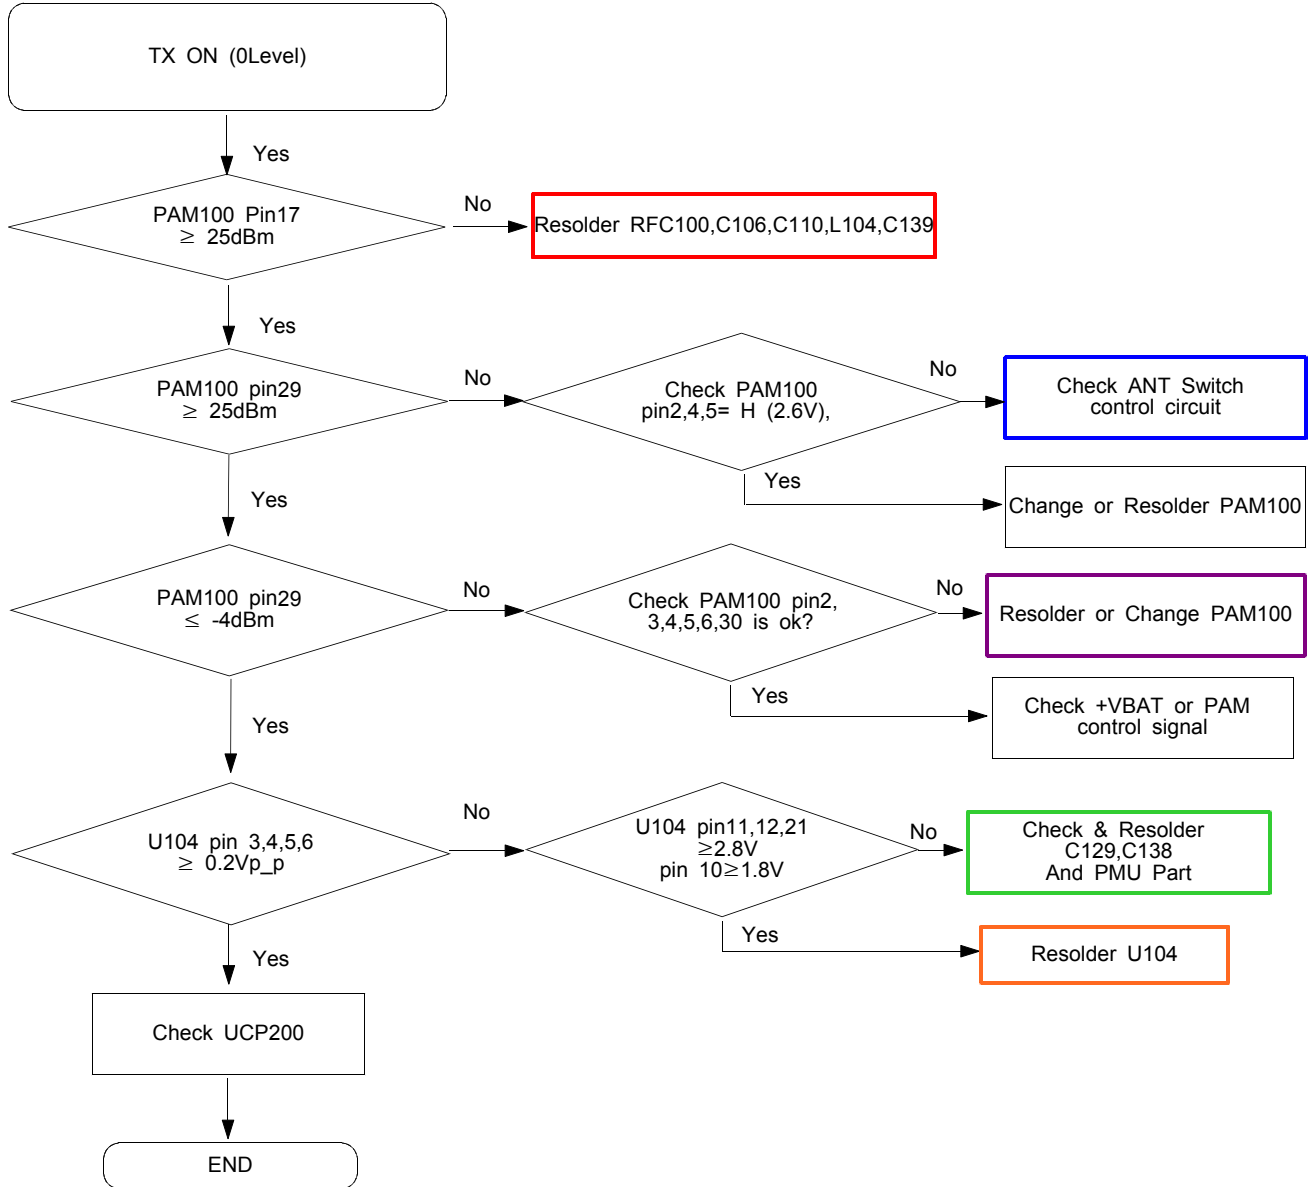 TX ON (0Level)
Yes
PAM100 Pin17
≥ 25dBm
No
Resolder RFC100,C106,C110,L104,C139
Yes
PAM100 pin29
≥ 25dBm
No
Check PAM100
pin2,4,5= H (2.6V),
No
Check ANT Switch
control circuit
Yes
Change or Resolder PAM100
Yes
PAM100 pin29
≤ -4dBm
No
Check PAM100 pin2,
3,4,5,6,30 is ok?
No
Resolder or Change PAM100
Yes
Check +VBAT or PAM
control signal
Yes
U104 pin 3,4,5,6
≥ 0.2Vp_p
No
U104 pin11,12,21
≥2.8V
pin 10≥1.8V
No
Check & Resolder
C129,C138
And PMU Part
Yes
Resolder U104
Yes
Check UCP200
END